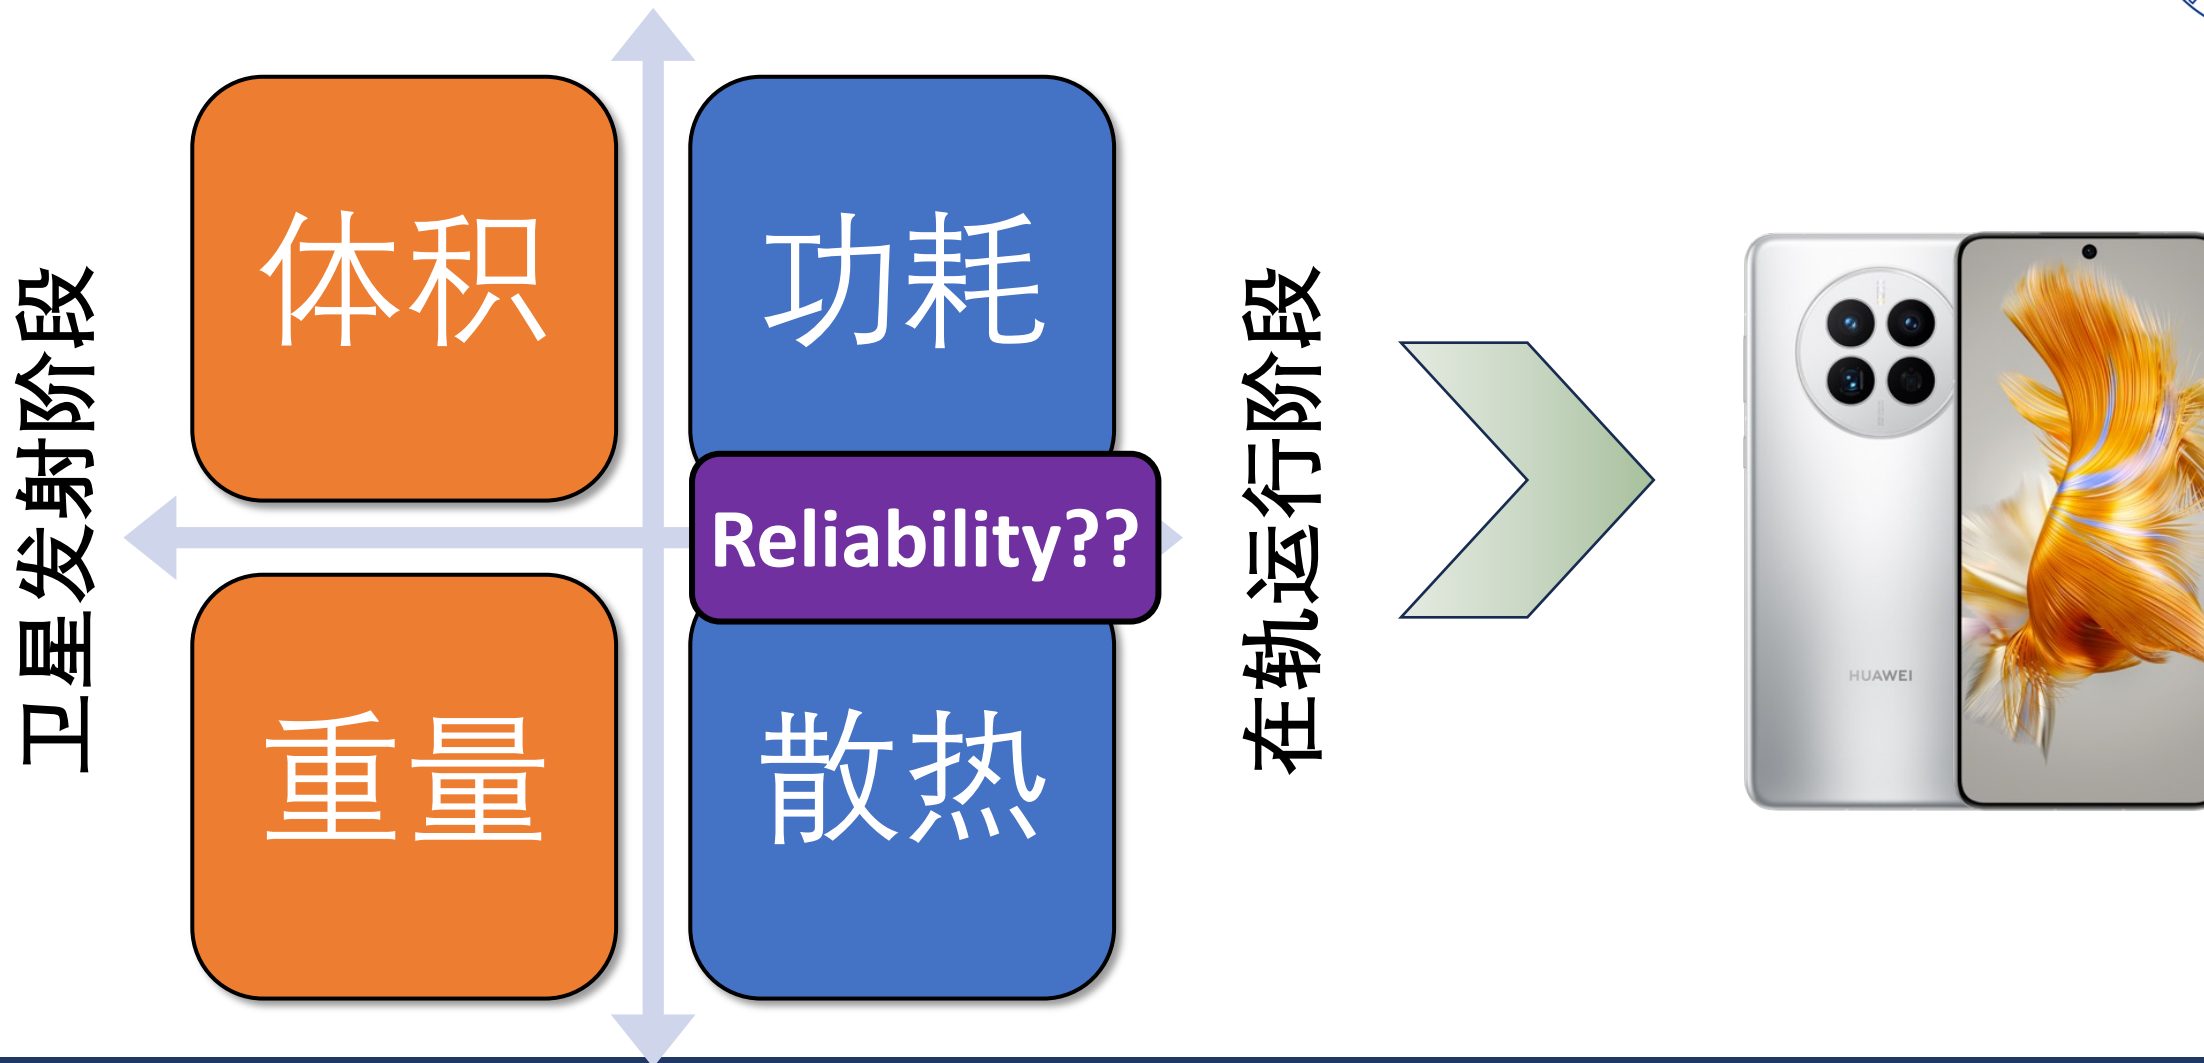 卫星发射阶段
体积
功耗
Reliability??
重量
散热
在轨运行阶段
HUAWEI